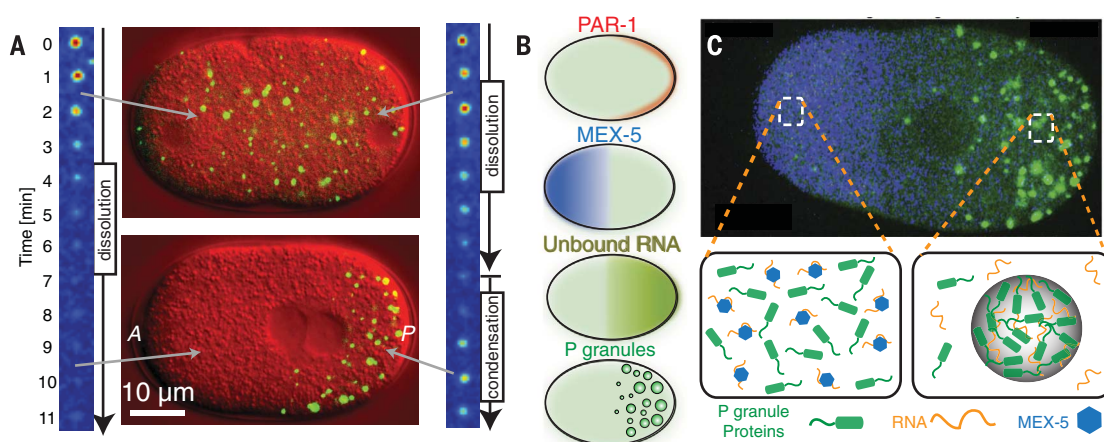 A
Time [min]
0
1
2
3
4
5
6
7
8
9
10
11
dissolution
A
P
10 µm
dissolution
condensation
B
PAR-1
MEX-5
Unbound RNA
P granules
C
P granule
Proteins
RNA
MEX-5